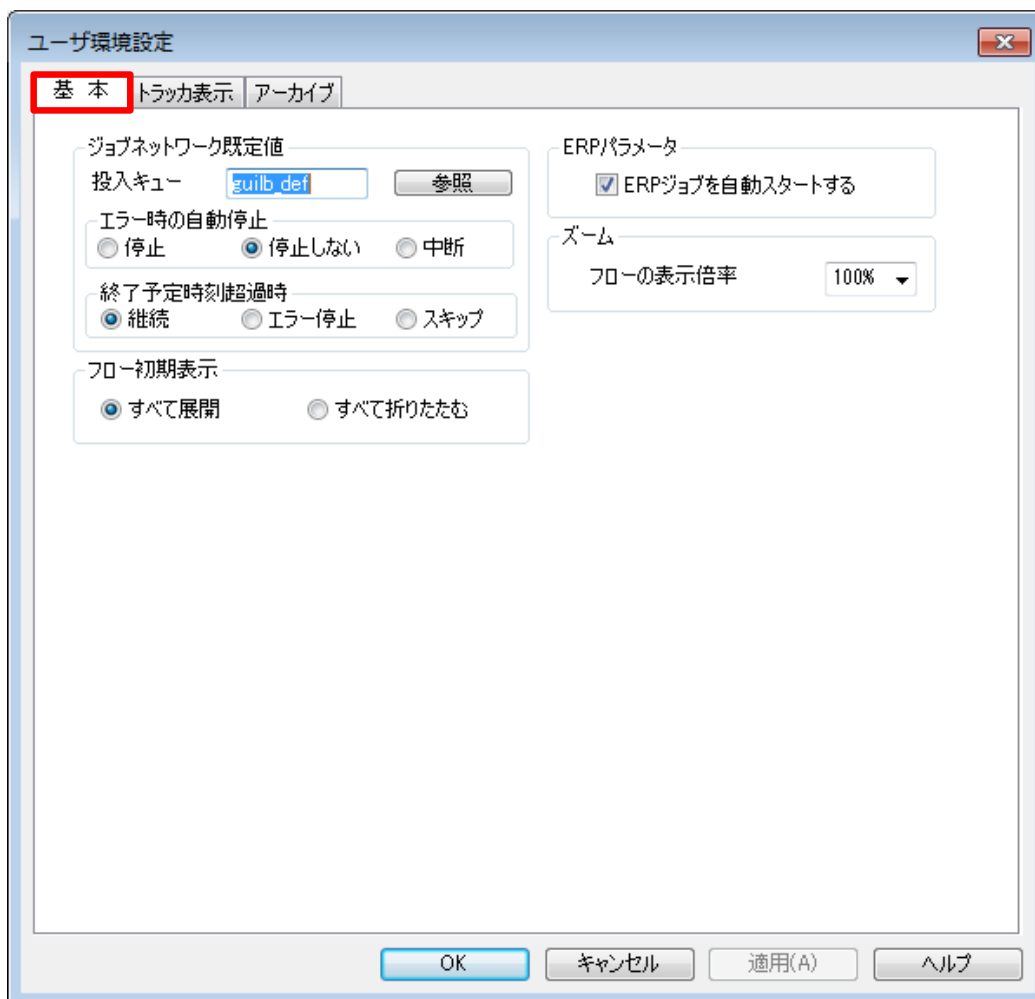 ユーザ環境設定
基 本 トラッカ表示 アーカイブ
ジョブネットワーク既定値
投入キュー guilb_def 参照
エラー時の自動停止
停止 停止しない 中断
終了予定時刻超過時
継続 エラー停止 スキップ
フロー初期表示
すべて展開 すべて折りたたむ
ERPパラメータ
ERPジョブを自動スタートする
ズーム
フローの表示倍率 100%
OK キャンセル 適用(A) ヘルプ